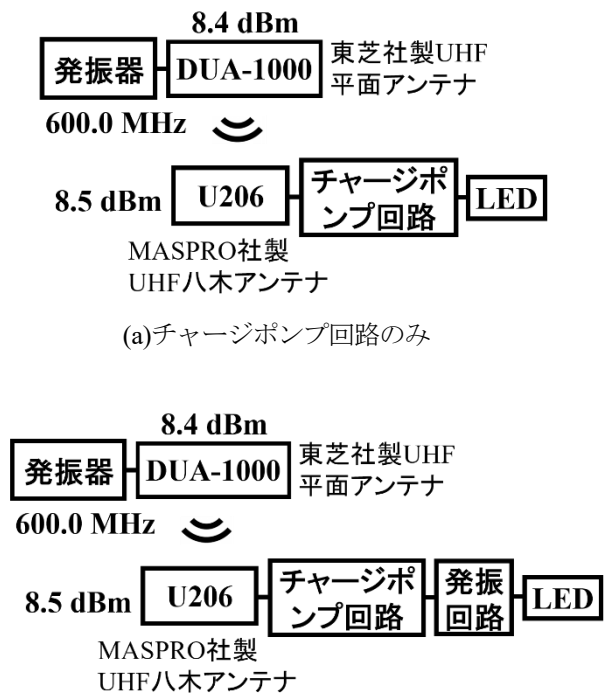 8.4 dBm
発振器
DUA-1000
東芝社製UHF
平面アンテナ
600.0 MHz
8.5 dBm
U206
チャージポ
ンプ回路
LED
MASPRO社製
UHF八木アンテナ
(a)チャージポンプ回路のみ
8.4 dBm
発振器
DUA-1000
東芝社製UHF
平面アンテナ
600.0 MHz
8.5 dBm
U206
チャージポ
ンプ回路
発振
回路
LED
MASPRO社製
UHF八木アンテナ